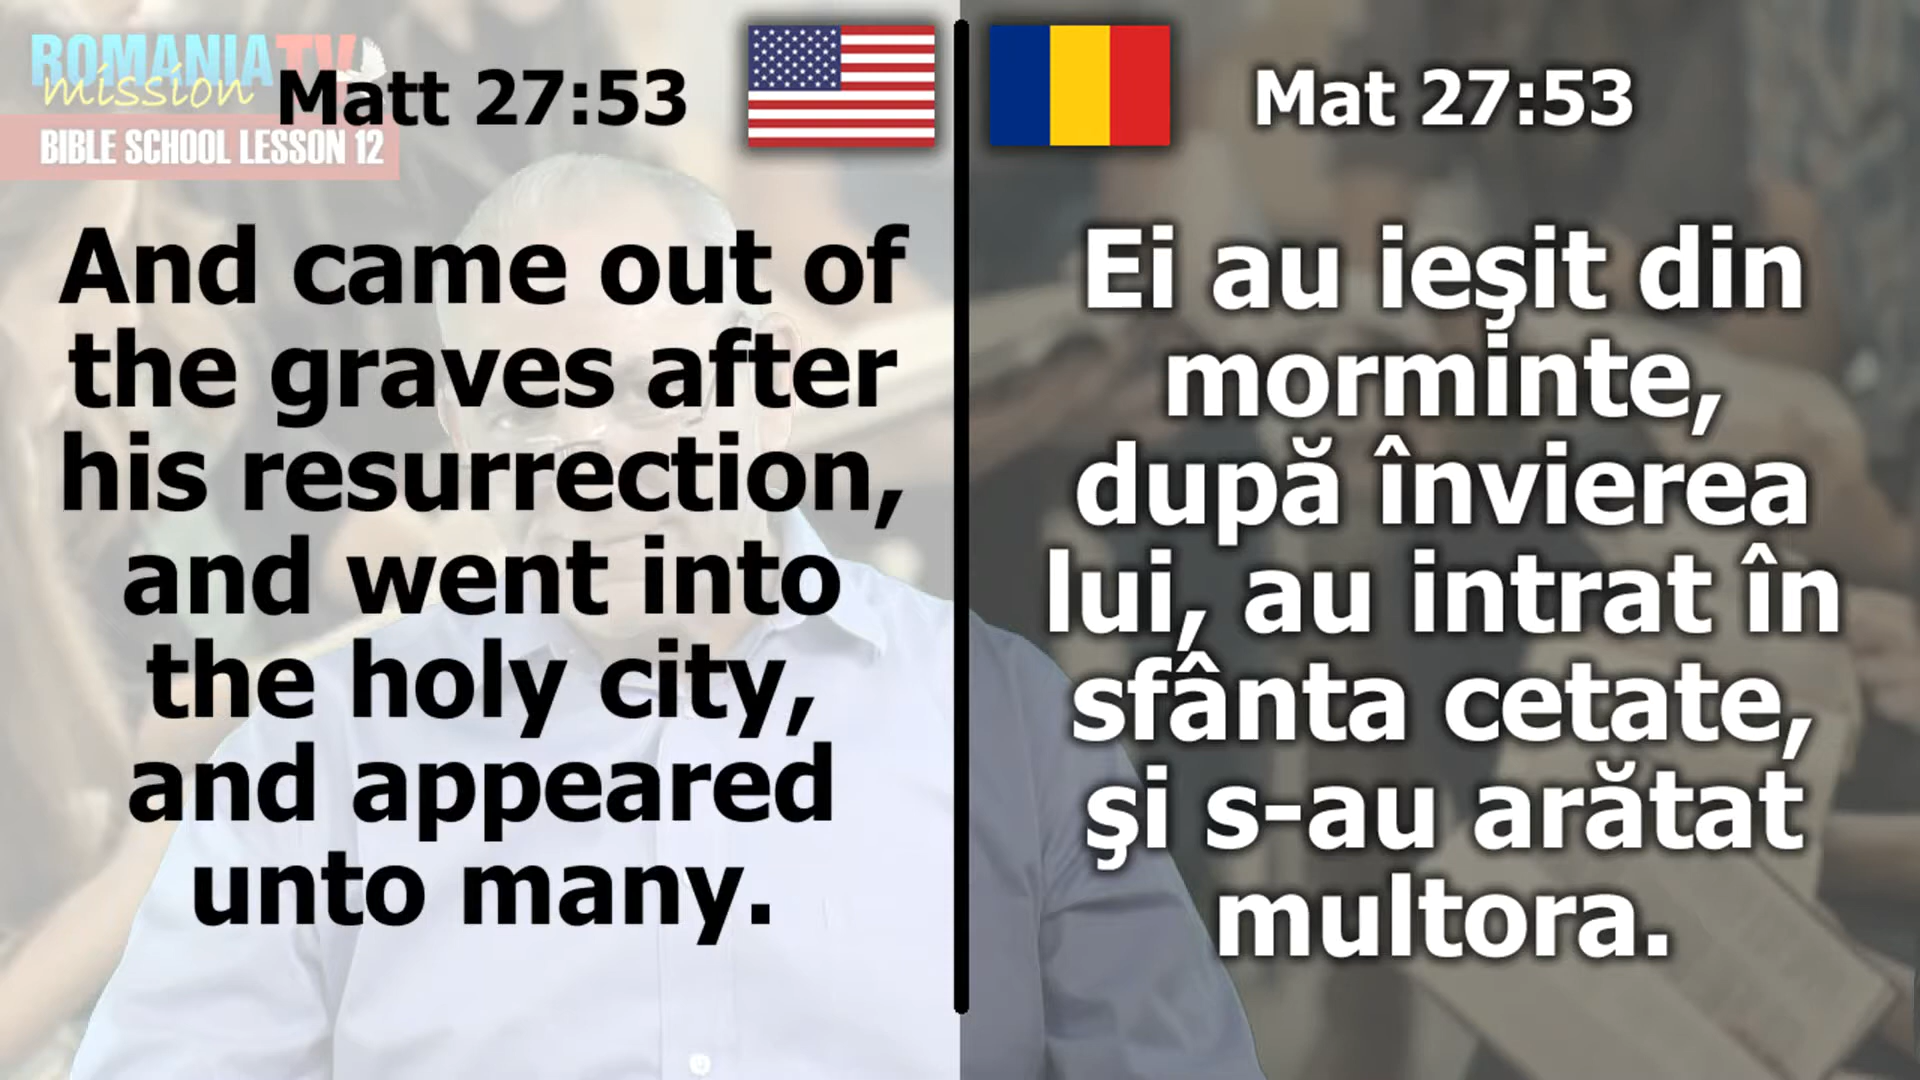 ROMANIA TV
mission
BIBLE SCHOOL LESSON 12
Matt 27:53
And came out of
the graves after
his resurrection,
and went into
the holy city,
and appeared
unto many.
Mat 27:53
Ei au ieşit din
morminte,
după învierea
lui, au intrat în
sfânta cetate,
şi s-au arătat
multora.